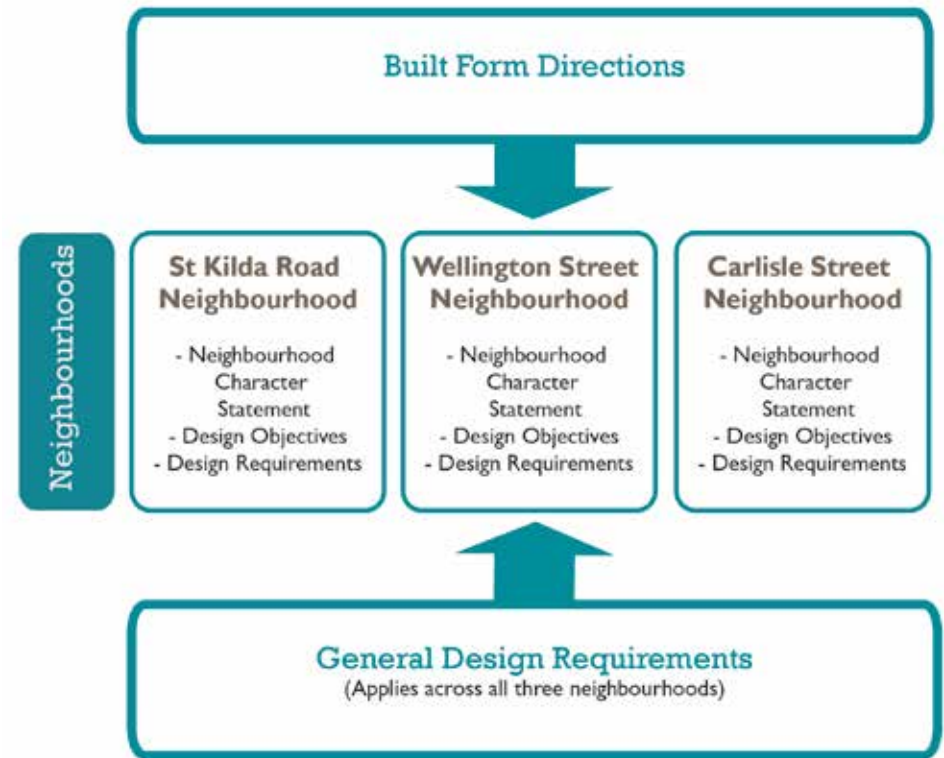 Built Form Directions
Neighbourhoods
St Kilda Road
Neighbourhood
- Neighbourhood
Character
Statement
- Design Objectives
- Design Requirements
Wellington Street
Neighbourhood
- Neighbourhood
Character
Statement
- Design Objectives
- Design Requirements
Carlisle Street
Neighbourhood
- Neighbourhood
Character
Statement
- Design Objectives
- Design Requirements
General Design Requirements
(Applies across all three neighbourhoods)